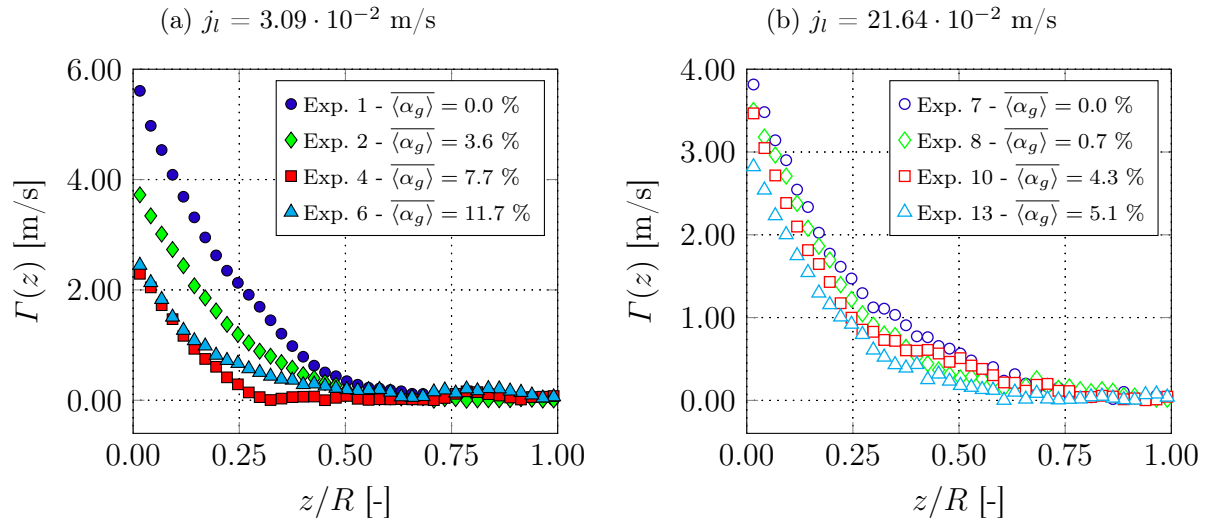 (a) j_l = 3.09 · 10⁻² m/s
6.00
4.00
2.00
0.00
Γ(z) [m/s]
Exp. 1 - ⟨α_g⟩ = 0.0 %
Exp. 2 - ⟨α_g⟩ = 3.6 %
Exp. 4 - ⟨α_g⟩ = 7.7 %
Exp. 6 - ⟨α_g⟩ = 11.7 %
0.00 0.25 0.50 0.75 1.00
z/R [-]
(b) j_l = 21.64 · 10⁻² m/s
4.00
3.00
2.00
1.00
0.00
Γ(z) [m/s]
Exp. 7 - ⟨α_g⟩ = 0.0 %
Exp. 8 - ⟨α_g⟩ = 0.7 %
Exp. 10 - ⟨α_g⟩ = 4.3 %
Exp. 13 - ⟨α_g⟩ = 5.1 %
0.00 0.25 0.50 0.75 1.00
z/R [-]